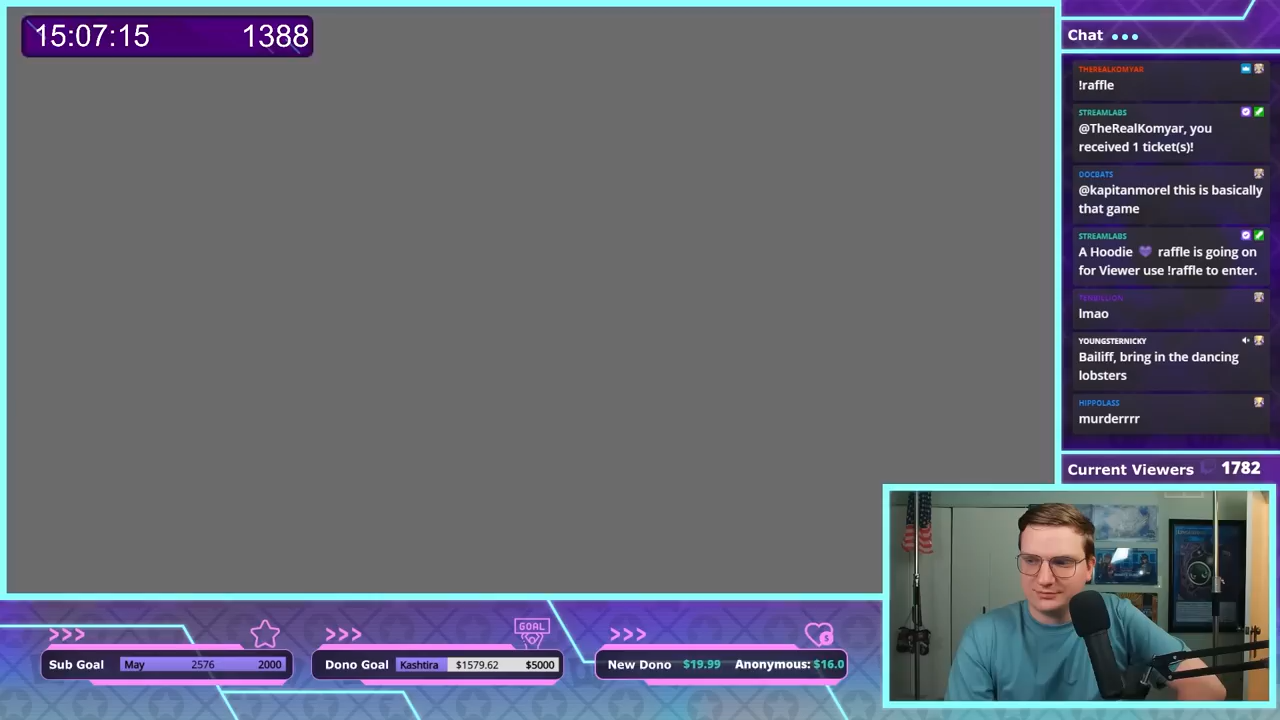 15:07:15 1388
Chat
THEREALKOMYAR
!raffle
STREAMLABS
@TheRealKomyar, you
received 1 ticket(s)!
DOCBATS
@kapitanmorel this is basically
that game
STREAMLABS
A Hoodie 💜 raffle is going on
for Viewer use !raffle to enter.
TENBILLION
lmao
YOUNGSTERNICKY
Bailiff, bring in the dancing
lobsters
HIPPOLASS
murderrrr
Current Viewers 1782
>>>
Sub Goal May 2576 2000
>>>
GOAL
Dono Goal Kashtira $1579.62 $5000
>>>
New Dono $19.99 Anonymous: $16.0